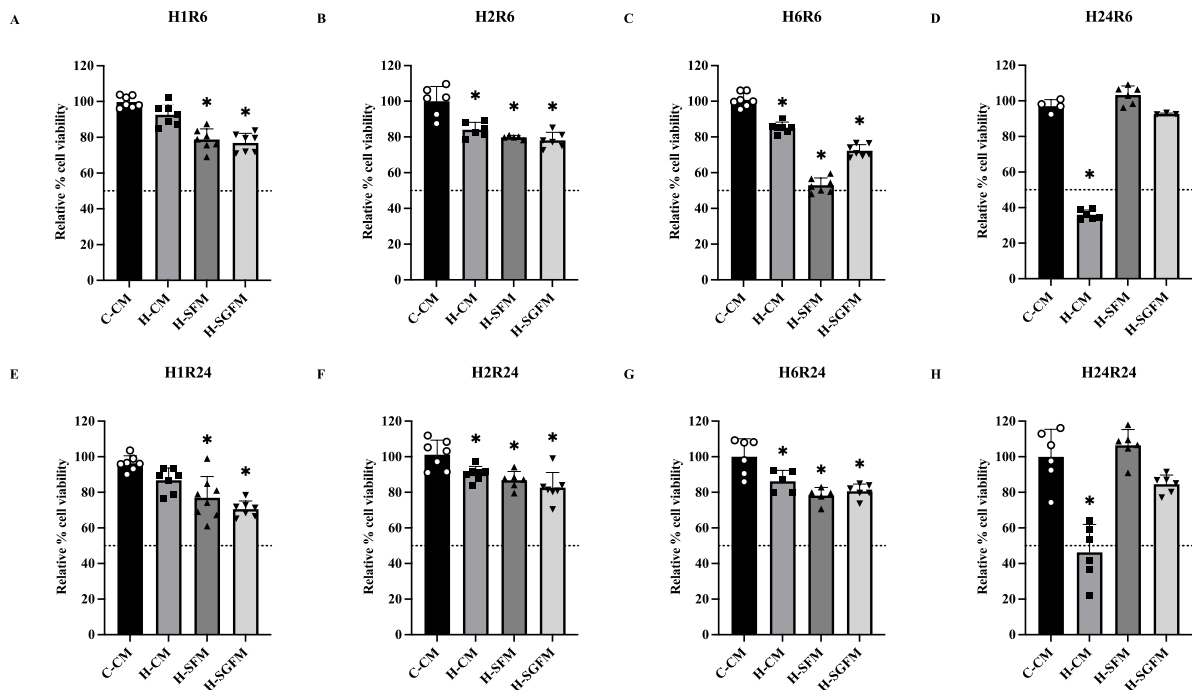 A H1R6
Relative % cell viability
120
100
80
60
40
20
0
C-CM
H-CM
H-SFM
H-SGFM
*
*
B H2R6
Relative % cell viability
120
100
80
60
40
20
0
C-CM
H-CM
H-SFM
H-SGFM
*
*
*
C H6R6
Relative % cell viability
120
100
80
60
40
20
0
C-CM
H-CM
H-SFM
H-SGFM
*
*
*
D H24R6
Relative % cell viability
120
100
80
60
40
20
0
C-CM
H-CM
H-SFM
H-SGFM
*
E H1R24
Relative % cell viability
120
100
80
60
40
20
0
C-CM
H-CM
H-SFM
H-SGFM
*
*
F H2R24
Relative % cell viability
120
100
80
60
40
20
0
C-CM
H-CM
H-SFM
H-SGFM
*
*
*
G H6R24
Relative % cell viability
120
100
80
60
40
20
0
C-CM
H-CM
H-SFM
H-SGFM
*
*
*
H H24R24
Relative % cell viability
120
100
80
60
40
20
0
C-CM
H-CM
H-SFM
H-SGFM
*